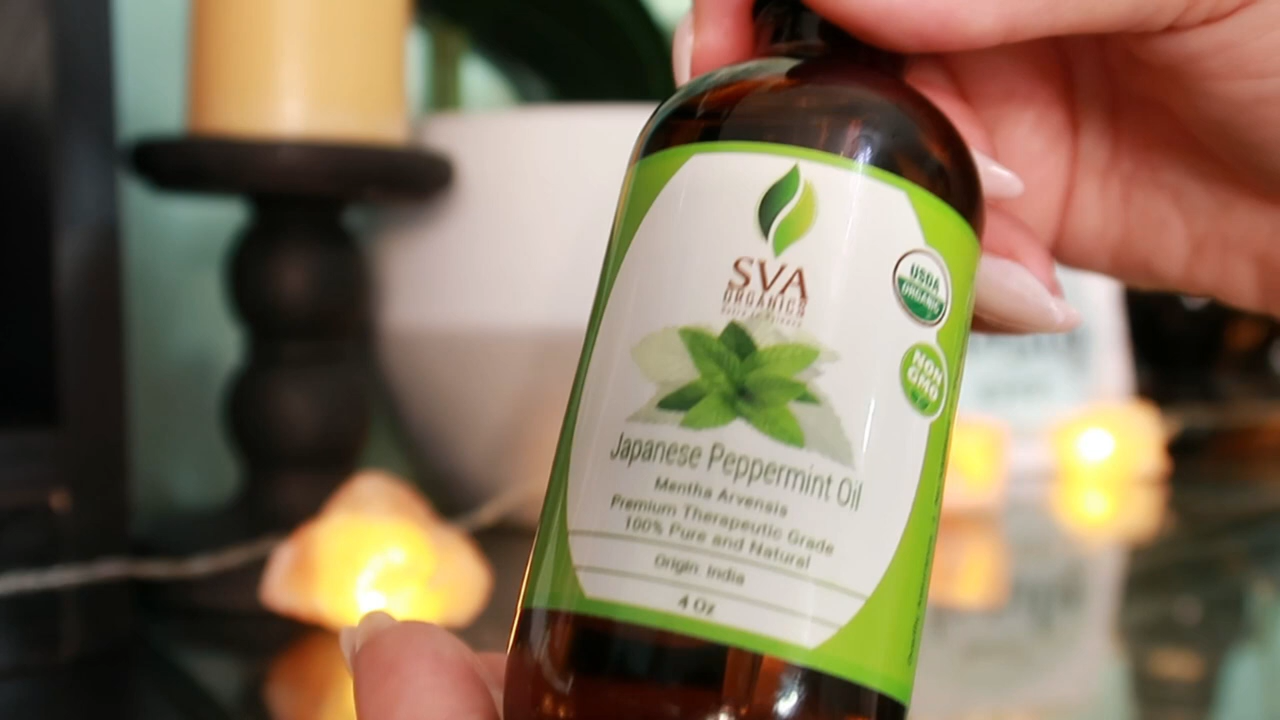 SVA
ORGANICS
USDA
ORGANIC
NON
GMO
Japanese Peppermint Oil
Mentha Arvensis
Premium Therapeutic Grade
100% Pure and Natural
Origin: India
4 Oz